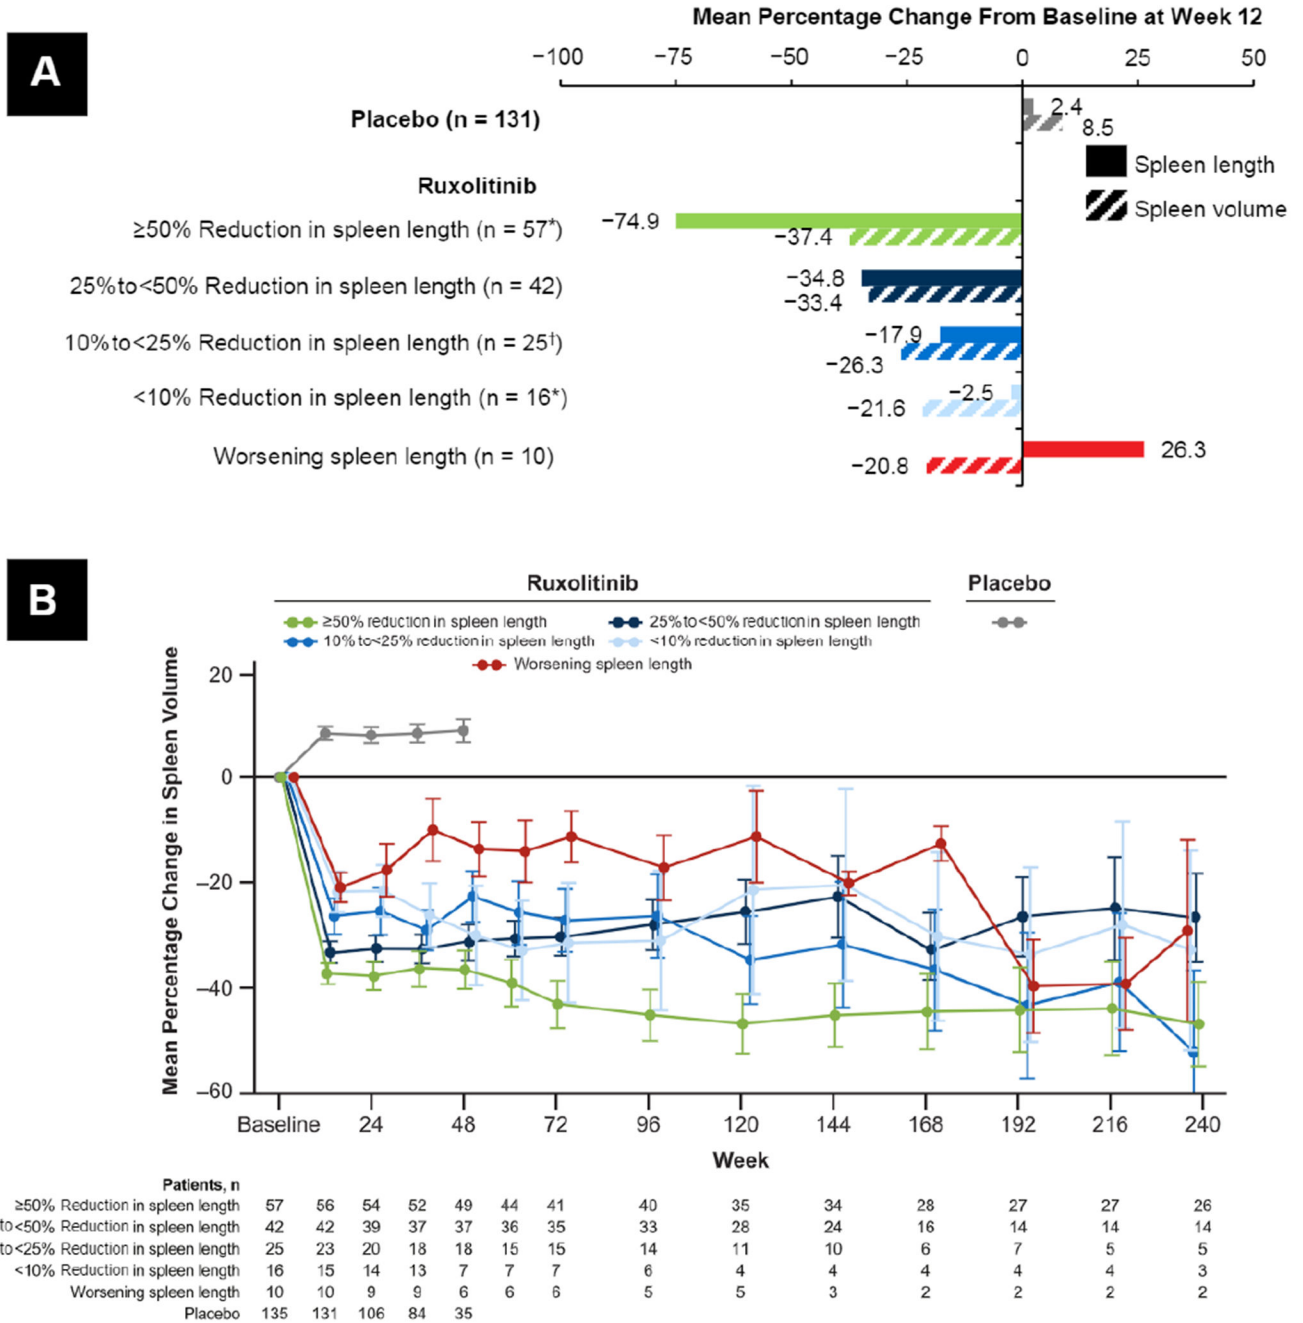 A
Mean Percentage Change From Baseline at Week 12
−100 −75 −50 −25 0 25 50
Placebo (n = 131)
2.4
8.5
Spleen length
Spleen volume
Ruxolitinib
≥50% Reduction in spleen length (n = 57*)
−74.9
−37.4
25%to<50% Reduction in spleen length (n = 42)
−34.8
−33.4
10%to<25% Reduction in spleen length (n = 25†)
−17.9
−26.3
<10% Reduction in spleen length (n = 16*)
−2.5
−21.6
Worsening spleen length (n = 10)
26.3
−20.8
B
Ruxolitinib Placebo
≥50% reduction in spleen length 25%to<50% reduction in spleen length
10%to<25% reduction in spleen length <10% reduction in spleen length
Worsening spleen length
Mean Percentage Change in Spleen Volume
20
0
−20
−40
−60
Baseline 24 48 72 96 120 144 168 192 216 240
Week
Patients, n
≥50% Reduction in spleen length 57 56 54 52 49 44 41 40 35 34 28 27 27 26
to<50% Reduction in spleen length 42 42 39 37 37 36 35 33 28 24 16 14 14 14
to<25% Reduction in spleen length 25 23 20 18 18 15 15 14 11 10 6 7 5 5
<10% Reduction in spleen length 16 15 14 13 7 7 7 6 4 4 4 4 4 3
Worsening spleen length 10 10 9 9 6 6 6 5 5 3 2 2 2 2
Placebo 135 131 106 84 35